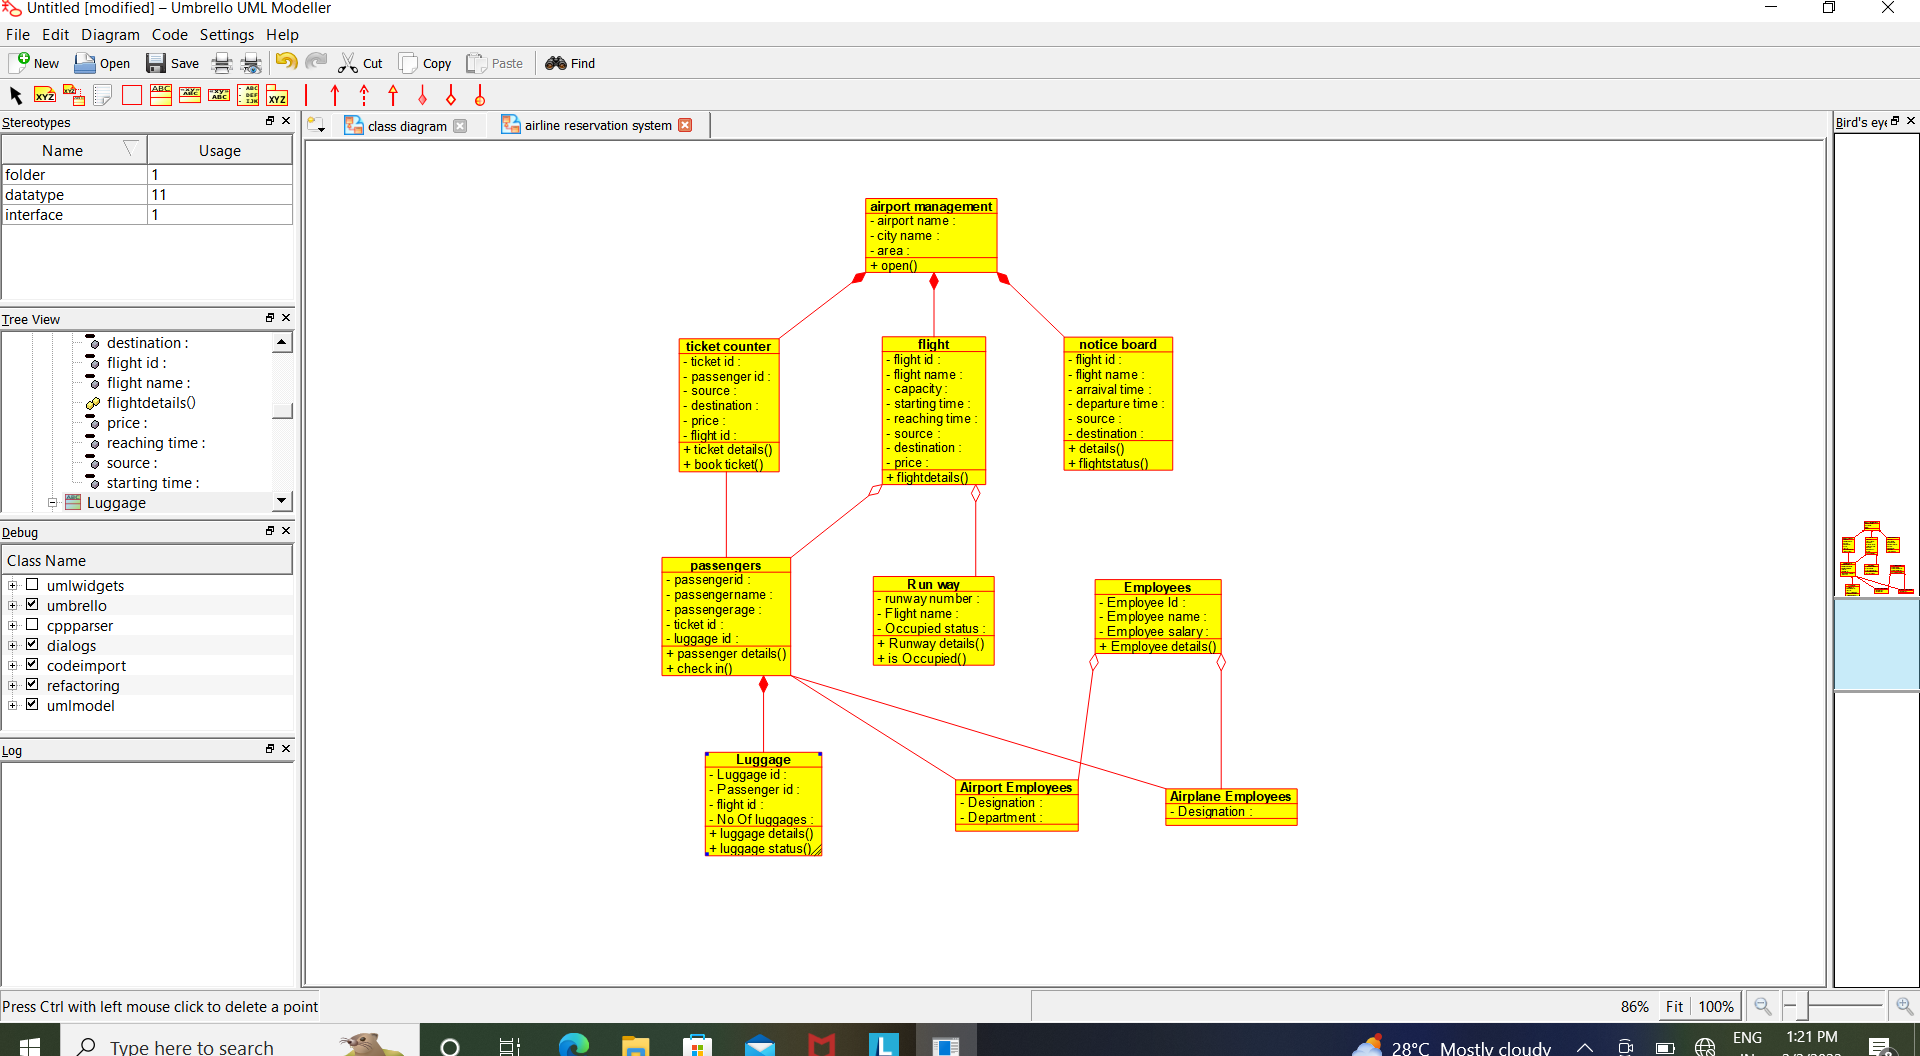 Untitled [modified] – Umbrello UML Modeller
File Edit Diagram Code Settings Help
New Open Save Cut Copy Paste Find
Stereotypes
Name Usage
folder 1
datatype 11
interface 1
Tree View
destination :
flight id :
flight name :
flightdetails()
price :
reaching time :
source :
starting time :
Luggage
Debug
Class Name
umlwidgets
umbrello
cppparser
dialogs
codeimport
refactoring
umlmodel
Log
class diagram
airline reservation system
Bird's eye
airport management
- airport name :
- city name :
- area :
+ open()
ticket counter
- ticket id :
- passenger id :
- source :
- destination :
- price :
- flight id :
+ ticket details()
+ book ticket()
flight
- flight id :
- flight name :
- capacity :
- starting time :
- reaching time :
- source :
- destination :
- price :
+ flightdetails()
notice board
- flight id :
- flight name :
- arraival time :
- departure time :
- source :
- destination :
+ details()
+ flightstatus()
passengers
- passengerid :
- passengername :
- passengerage :
- ticket id :
- luggage id :
+ passenger details()
+ check in()
Run way
- runway number :
- Flight name :
- Occupied status :
+ Runway details()
+ is Occupied()
Employees
- Employee Id :
- Employee name :
- Employee salary :
+ Employee details()
Luggage
- Luggage id :
- Passenger id :
- flight id :
- No Of luggages :
+ luggage details()
+ luggage status()
Airport Employees
- Designation :
- Department :
Airplane Employees
- Designation :
Press Ctrl with left mouse click to delete a point
86% Fit 100%
Type here to search
28°C Mostly cloudy
ENG
1:21 PM